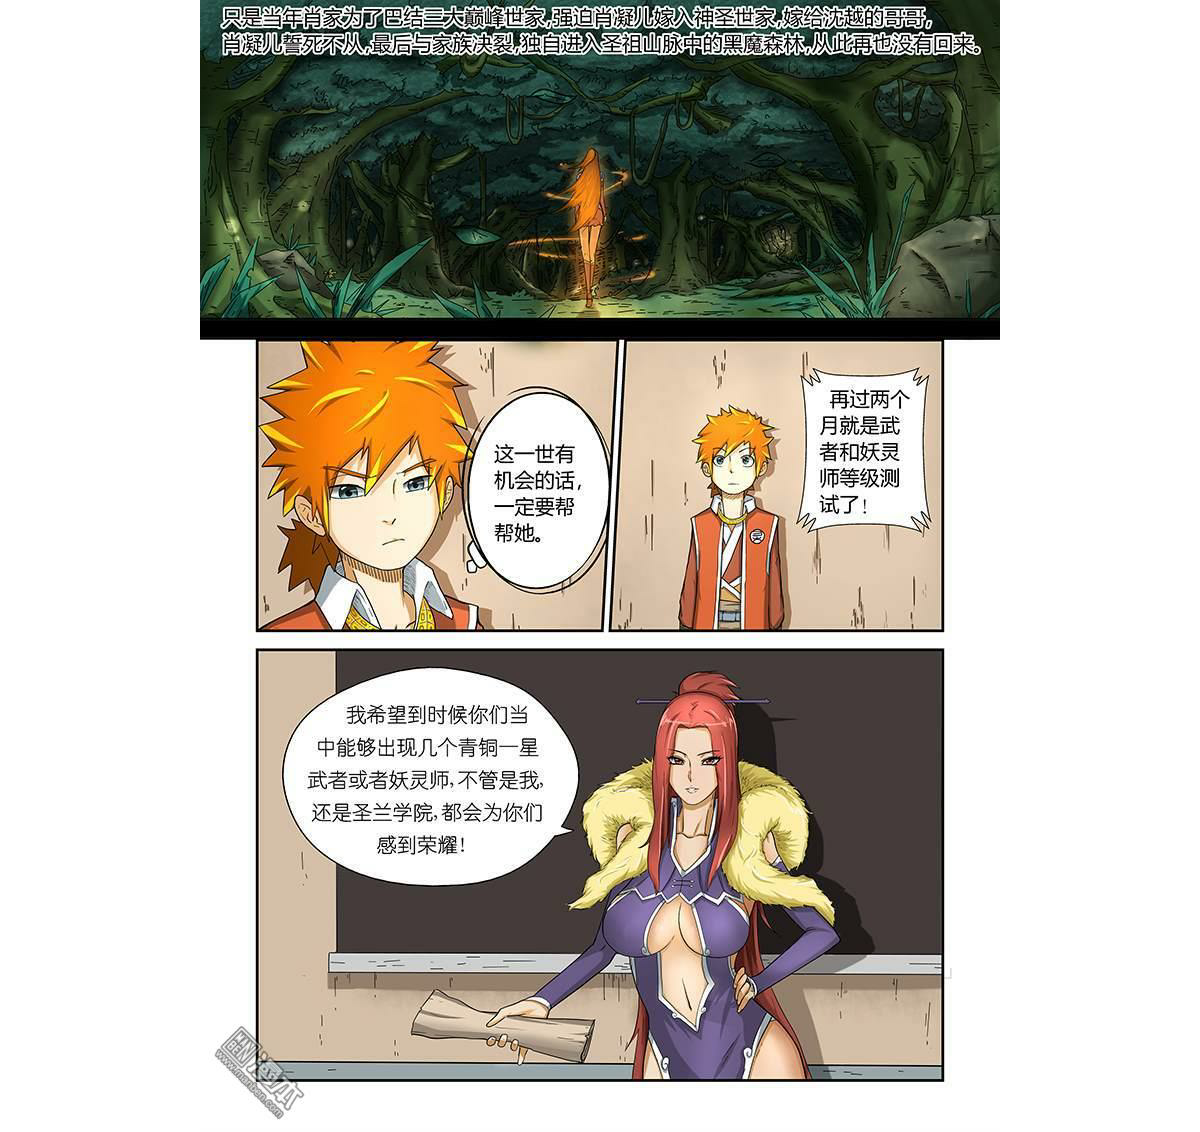 只是当年肖家为了巴结三大巅峰世家,强迫肖凝儿嫁入神圣世家,嫁给沈越的哥哥,
肖凝儿誓死不从,最后与家族决裂,独自进入圣祖山脉中的黑魔森林,从此再也没有回来。
这一世有
机会的话,
一定要帮
帮她。
再过两个
月就是武
者和妖灵
师等级测
试了!
我希望到时候你们当
中能够出现几个青铜一星
武者或者妖灵师,不管是我,
还是圣兰学院,都会为你们
感到荣耀!
漫本
www.manben.com